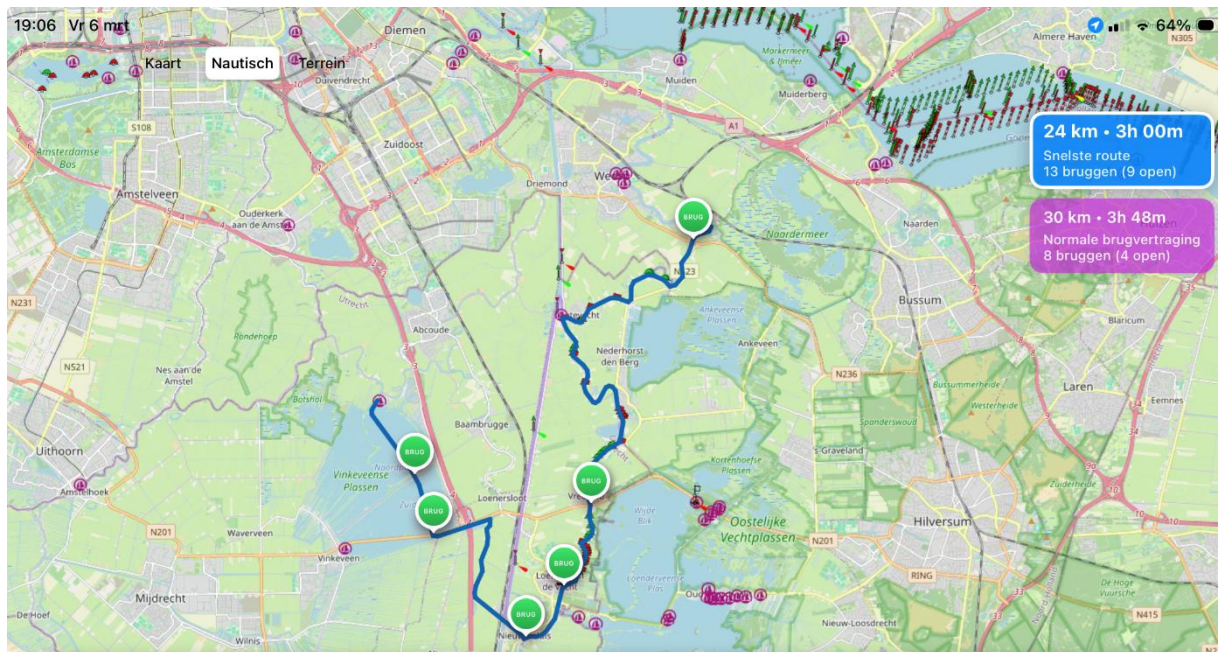 19:06 Vr 6 mrt
64%
Kaart
Nautisch
Terrein
24 km • 3h 00m
Snelste route
13 bruggen (9 open)
30 km • 3h 48m
Normale brugvertraging
8 bruggen (4 open)
Diemen
Duivendrecht
Muiden
Markermeer
& IJmeer
Muiderberg
Almere Haven
N305
S108
A1
Zuidoost
Amsterdamse
Bos
Amstelveen
Ouderkerk
aan de Amstel
Driemond
Naarden
Naardermeer
BRUG
N231
Utrecht
Abcoude
Rondehoep
Bussum
Blaricum
Ankeveense
Plassen
Ankeveen
Nederhorst
den Berg
N521
Nes aan de
Amstel
N236
Laren
Eemnes
Bussummerheide
Westerheide
Botshol
Baambrugge
Spanderswoud
Uithoorn
BRUG
Vinkeveense
Plassen
Kortenhoefse
Plassen
Zuiderheide
Amstelhoek
Loenersloot
BRUG
BRUG
Wijde
Blik
Oostelijke
Vechtplassen
Hilversum
N201
Waverveen
Vinkeveen
N201
RING
Mijdrecht
BRUG
Loenderveense
Plas
De Hoge
Vuursche
De Hoef
BRUG
Nieuw-Loosdrecht
N415
Wilnis